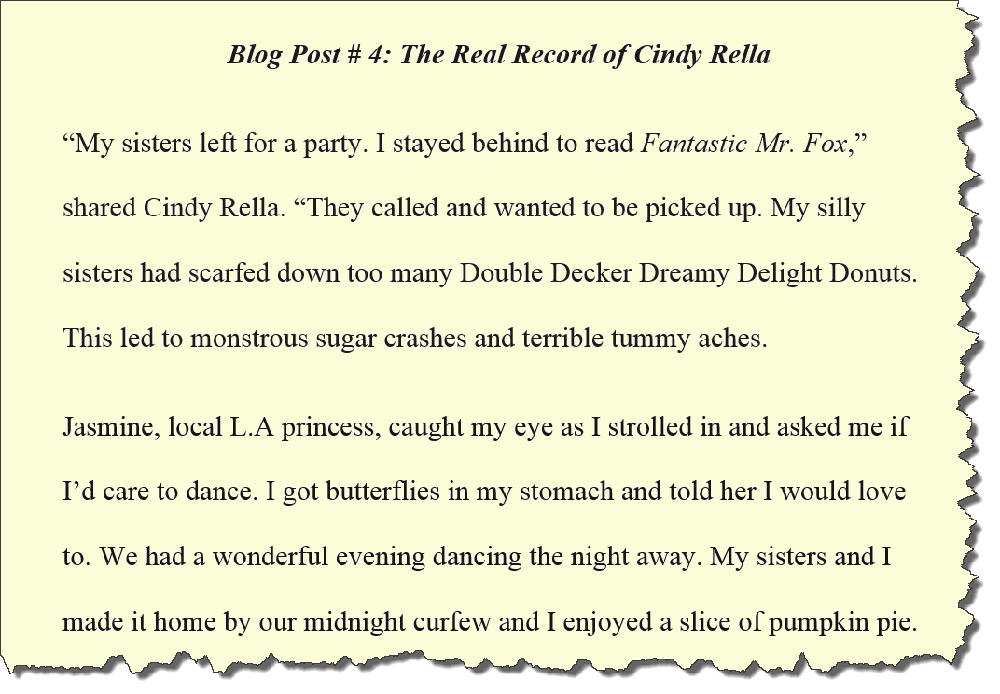 Blog Post # 4: The Real Record of Cindy Rella
“My sisters left for a party. I stayed behind to read Fantastic Mr. Fox,”
shared Cindy Rella. “They called and wanted to be picked up. My silly
sisters had scarfed down too many Double Decker Dreamy Delight Donuts.
This led to monstrous sugar crashes and terrible tummy aches.
Jasmine, local L.A princess, caught my eye as I strolled in and asked me if
I’d care to dance. I got butterflies in my stomach and told her I would love
to. We had a wonderful evening dancing the night away. My sisters and I
made it home by our midnight curfew and I enjoyed a slice of pumpkin pie.